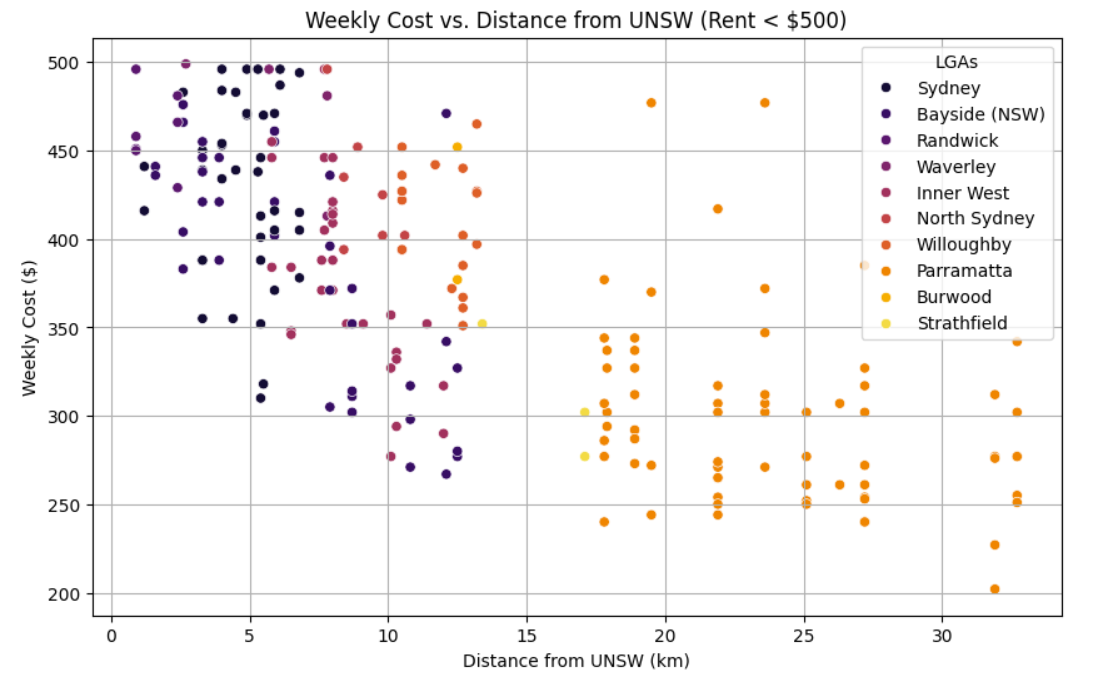 Weekly Cost vs. Distance from UNSW (Rent < $500)
LGAs
Sydney
Bayside (NSW)
Randwick
Waverley
Inner West
North Sydney
Willoughby
Parramatta
Burwood
Strathfield
Weekly Cost ($)
500
450
400
350
300
250
200
0 5 10 15 20 25 30
Distance from UNSW (km)